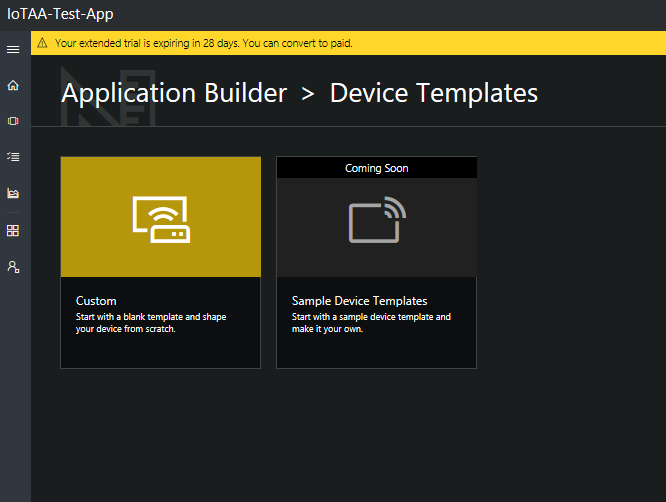 IoTAA-Test-App
Your extended trial is expiring in 28 days. You can convert to paid.
Application Builder > Device Templates
Coming Soon
Custom
Start with a blank template and shape
your device from scratch.
Sample Device Templates
Start with a sample device template and
make it your own.